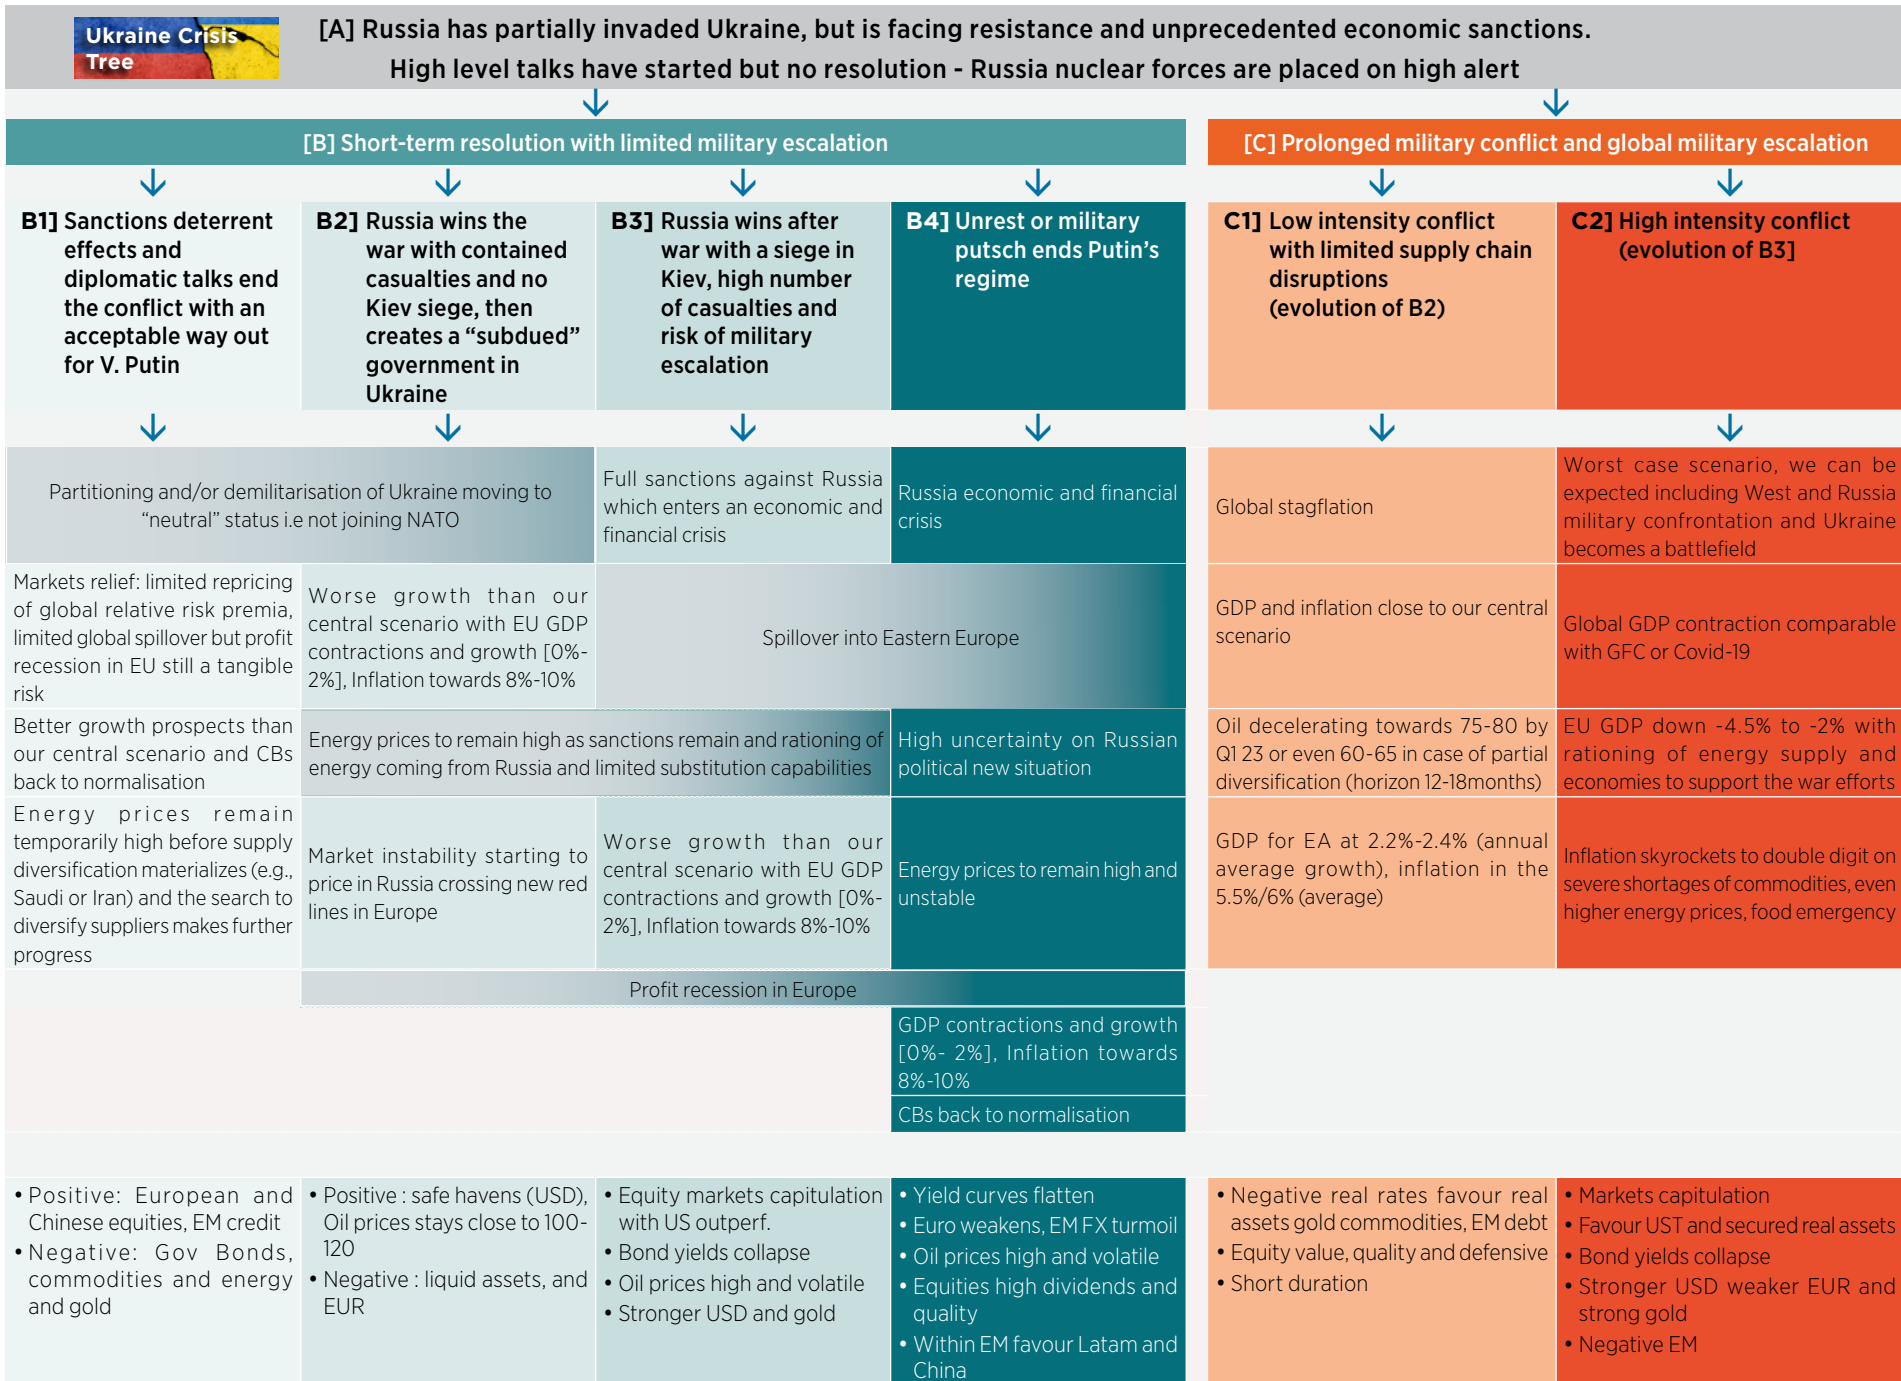 Ukraine Crisis
Tree
[A] Russia has partially invaded Ukraine, but is facing resistance and unprecedented economic sanctions.
High level talks have started but no resolution - Russia nuclear forces are placed on high alert
[B] Short-term resolution with limited military escalation
[C] Prolonged military conflict and global military escalation
B1] Sanctions deterrent
effects and
diplomatic talks end
the conflict with an
acceptable way out
for V. Putin
B2] Russia wins the
war with contained
casualties and no
Kiev siege, then
creates a “subdued”
government in
Ukraine
B3] Russia wins after
war with a siege in
Kiev, high number
of casualties and
risk of military
escalation
B4] Unrest or military
putsch ends Putin’s
regime
C1] Low intensity conflict
with limited supply chain
disruptions
(evolution of B2)
C2] High intensity conflict
(evolution of B3]
Partitioning and/or demilitarisation of Ukraine moving to
“neutral” status i.e not joining NATO
Full sanctions against Russia
which enters an economic and
financial crisis
Russia economic and financial
crisis
Global stagflation
Worst case scenario, we can be
expected including West and Russia
military confrontation and Ukraine
becomes a battlefield
Markets relief: limited repricing
of global relative risk premia,
limited global spillover but profit
recession in EU still a tangible
risk
Worse growth than our
central scenario with EU GDP
contractions and growth [0%-
2%], Inflation towards 8%-10%
Spillover into Eastern Europe
GDP and inflation close to our central
scenario
Global GDP contraction comparable
with GFC or Covid-19
Better growth prospects than
our central scenario and CBs
back to normalisation
Energy prices to remain high as sanctions remain and rationing of
energy coming from Russia and limited substitution capabilities
High uncertainty on Russian
political new situation
Oil decelerating towards 75-80 by
Q1 23 or even 60-65 in case of partial
diversification (horizon 12-18months)
EU GDP down -4.5% to -2% with
rationing of energy supply and
economies to support the war efforts
Energy prices remain
temporarily high before supply
diversification materializes (e.g.,
Saudi or Iran) and the search to
diversify suppliers makes further
progress
Market instability starting to
price in Russia crossing new red
lines in Europe
Worse growth than our
central scenario with EU GDP
contractions and growth [0%-
2%], Inflation towards 8%-10%
Energy prices to remain high and
unstable
GDP for EA at 2.2%-2.4% (annual
average growth), inflation in the
5.5%/6% (average)
Inflation skyrockets to double digit on
severe shortages of commodities, even
higher energy prices, food emergency
Profit recession in Europe
GDP contractions and growth
[0%- 2%], Inflation towards
8%-10%
CBs back to normalisation
• Positive: European and
Chinese equities, EM credit
• Negative: Gov Bonds,
commodities and energy
and gold
• Positive : safe havens (USD),
Oil prices stays close to 100-
120
• Negative : liquid assets, and
EUR
• Equity markets capitulation
with US outperf.
• Bond yields collapse
• Oil prices high and volatile
• Stronger USD and gold
• Yield curves flatten
• Euro weakens, EM FX turmoil
• Oil prices high and volatile
• Equities high dividends and
quality
• Within EM favour Latam and
China
• Negative real rates favour real
assets gold commodities, EM debt
• Equity value, quality and defensive
• Short duration
• Markets capitulation
• Favour UST and secured real assets
• Bond yields collapse
• Stronger USD weaker EUR and
strong gold
• Negative EM